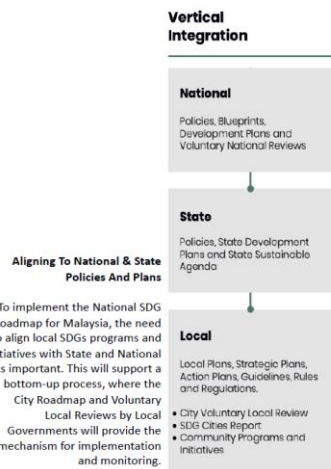 Vertical
Integration
National
Policies, Blueprints,
Development Plans and
Voluntary National Reviews
State
Policies, State Development
Plans and State Sustainable
Agenda
Local
Local Plans, Strategic Plans,
Action Plans, Guidelines, Rules
and Regulations.
• City Voluntary Local Review
• SDG Cities Report
• Community Programs and
Initiatives
Aligning To National & State
Policies And Plans
To implement the National SDG
Roadmap for Malaysia, the need
to align local SDGs programs and
initiatives with State and National
is important. This will support a
bottom-up process, where the
City Roadmap and Voluntary
Local Reviews by Local
Governments will provide the
mechanism for implementation
and monitoring.